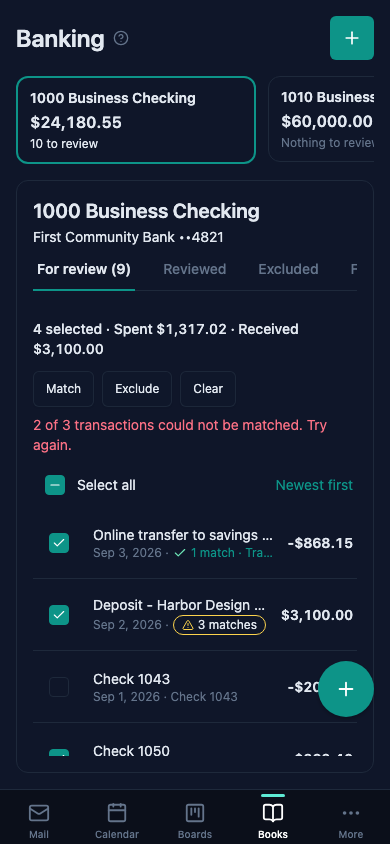 Banking
1000 Business Checking
$24,180.55
10 to review
1010 Business
$60,000.00
Nothing to review
1000 Business Checking
First Community Bank ••4821
For review (9)
Reviewed
Excluded
4 selected · Spent $1,317.02 · Received
$3,100.00
Match
Exclude
Clear
2 of 3 transactions could not be matched. Try
again.
Select all
Newest first
Online transfer to savings ...
-$868.15
Sep 3, 2026 · 1 match · Tra...
Deposit - Harbor Design ...
$3,100.00
Sep 2, 2026 · 3 matches
Check 1043
-$20
Sep 1, 2026 · Check 1043
Check 1050
Mail
Calendar
Boards
Books
More